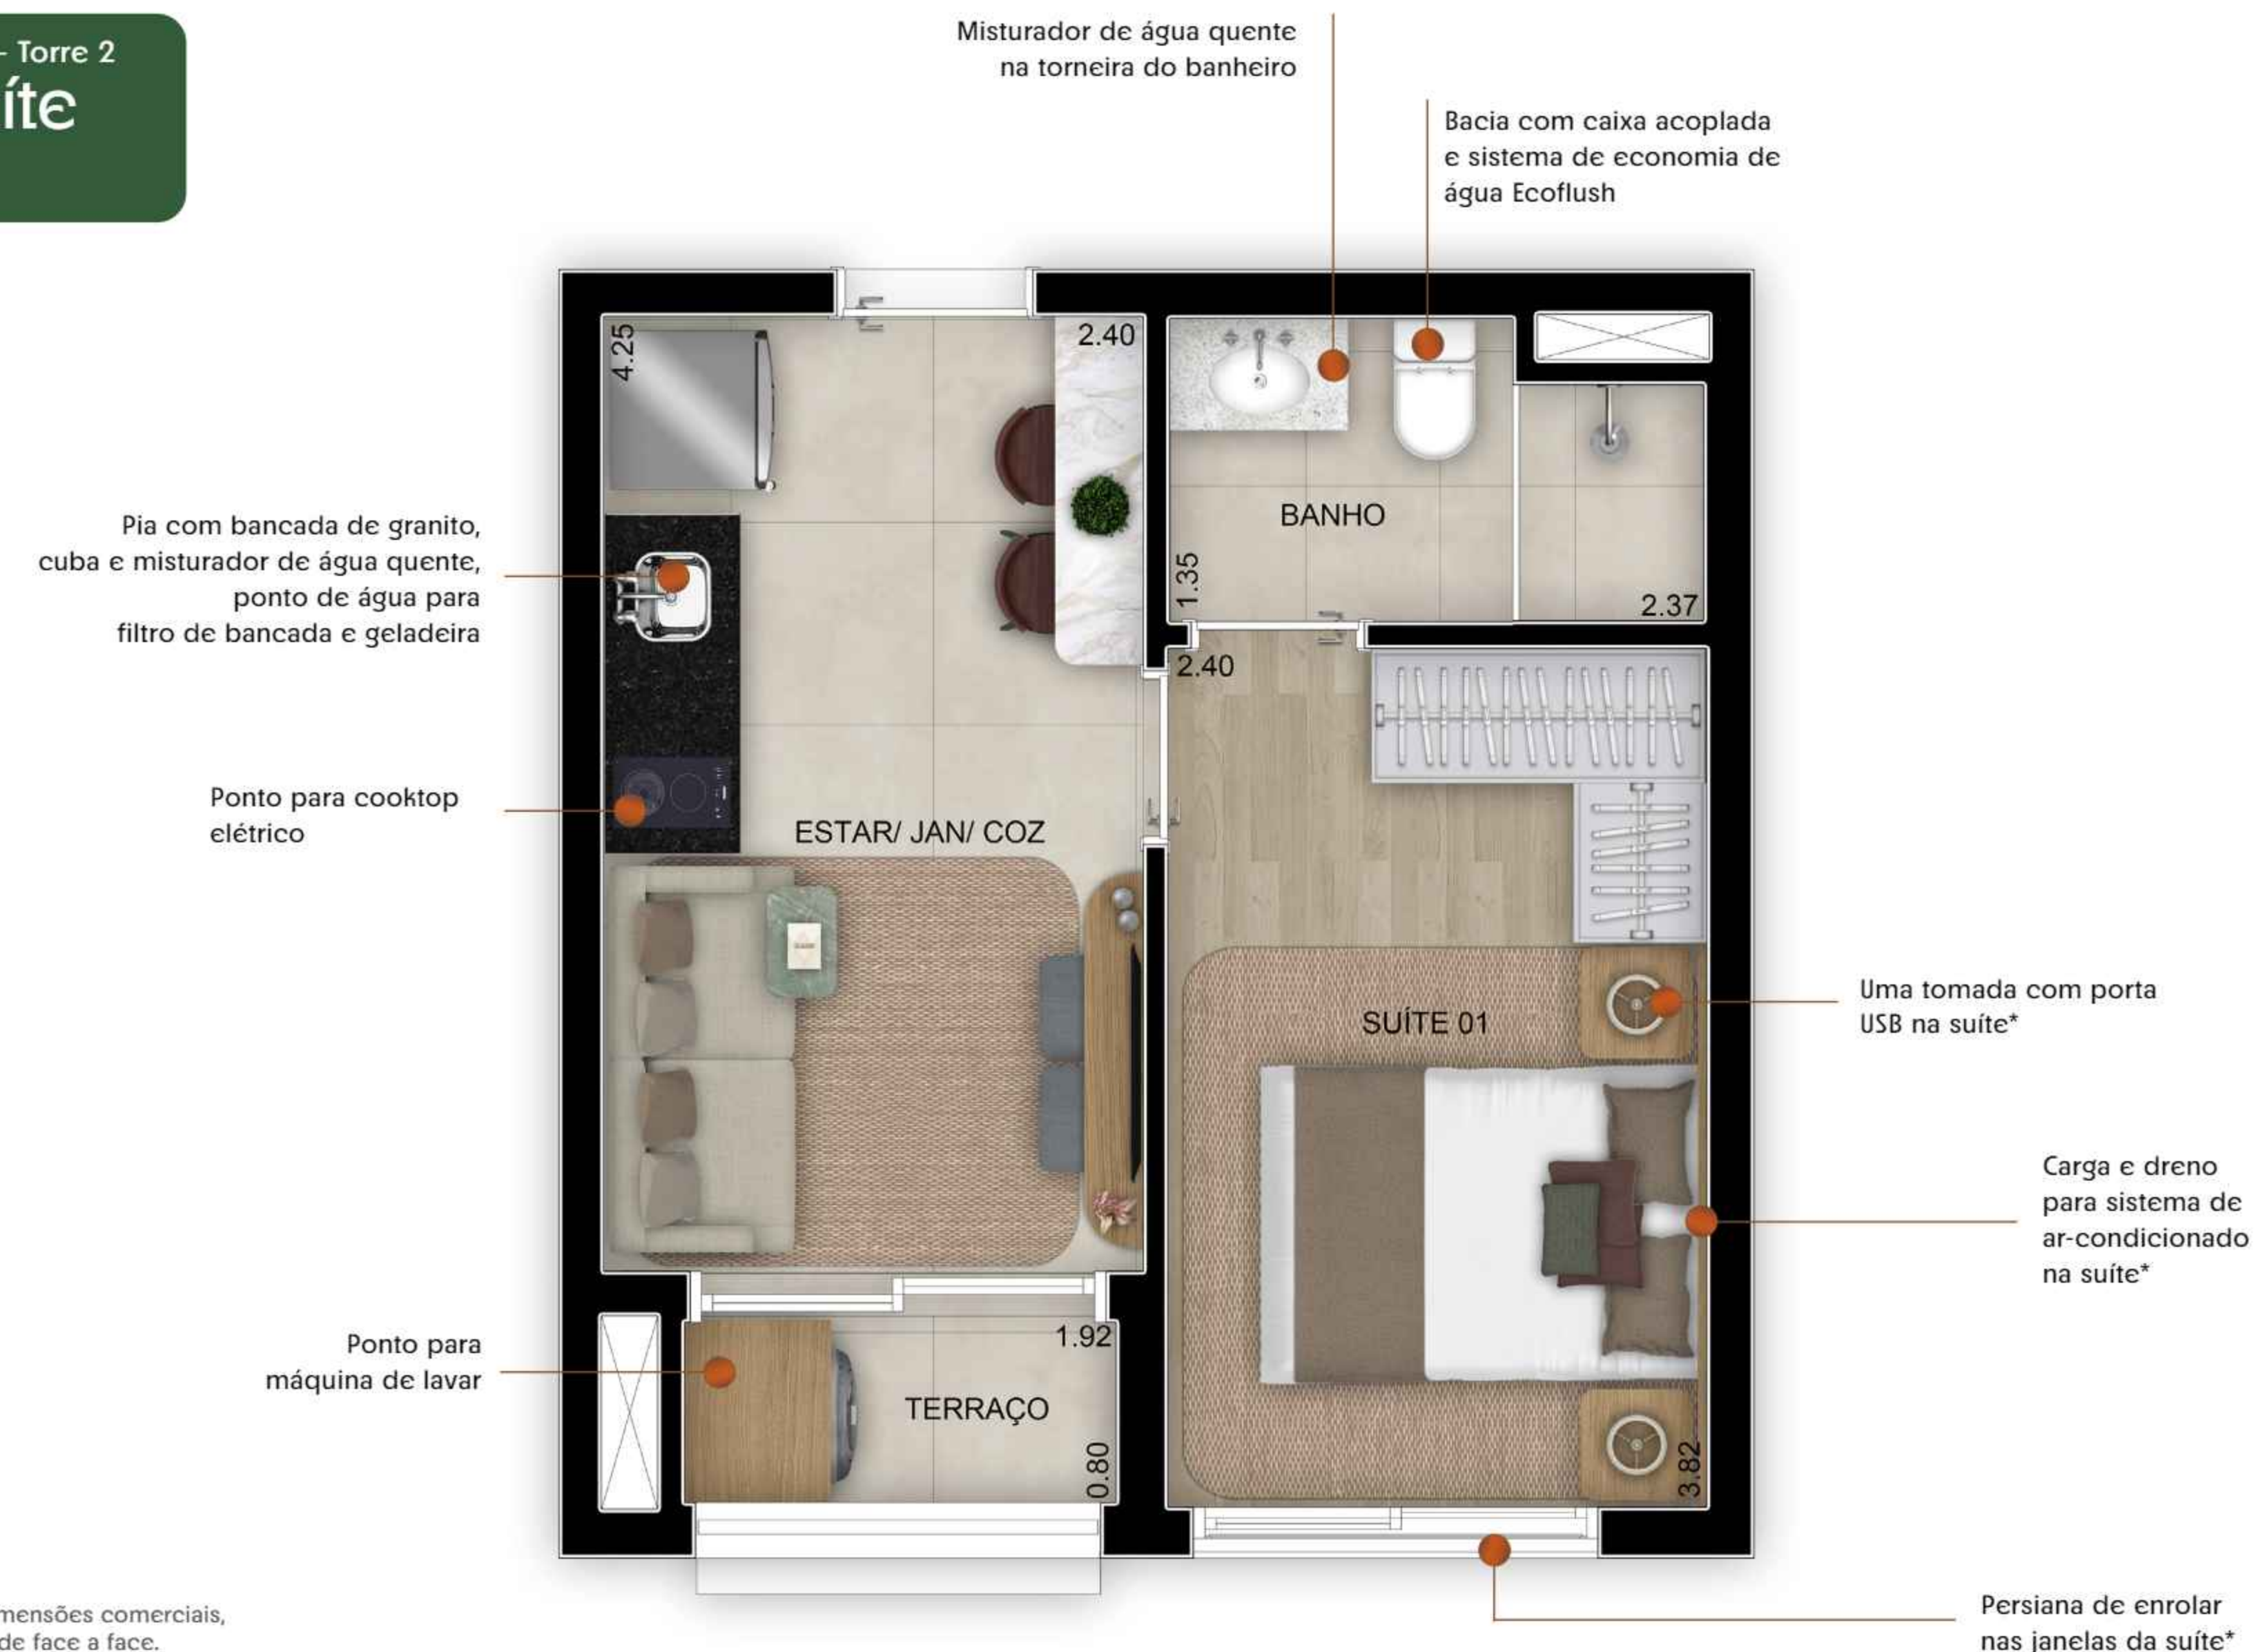 - Torre 2
íte
Misturador de água quente
na torneira do banheiro
Bacia com caixa acoplada
e sistema de economia de
água Ecoflush
4.25
2.40
Pia com bancada de granito,
cuba e misturador de água quente,
ponto de água para
filtro de bancada e geladeira
BANHO
1.35
2.37
2.40
Ponto para cooktop
elétrico
ESTAR/ JAN/ COZ
SUÍTE 01
Uma tomada com porta
USB na suíte*
Carga e dreno
para sistema de
ar-condicionado
na suíte*
Ponto para
máquina de lavar
1.92
TERRAÇO
0.80
3.82
Persiana de enrolar
nas janelas da suíte*
mensões comerciais,
de face a face.